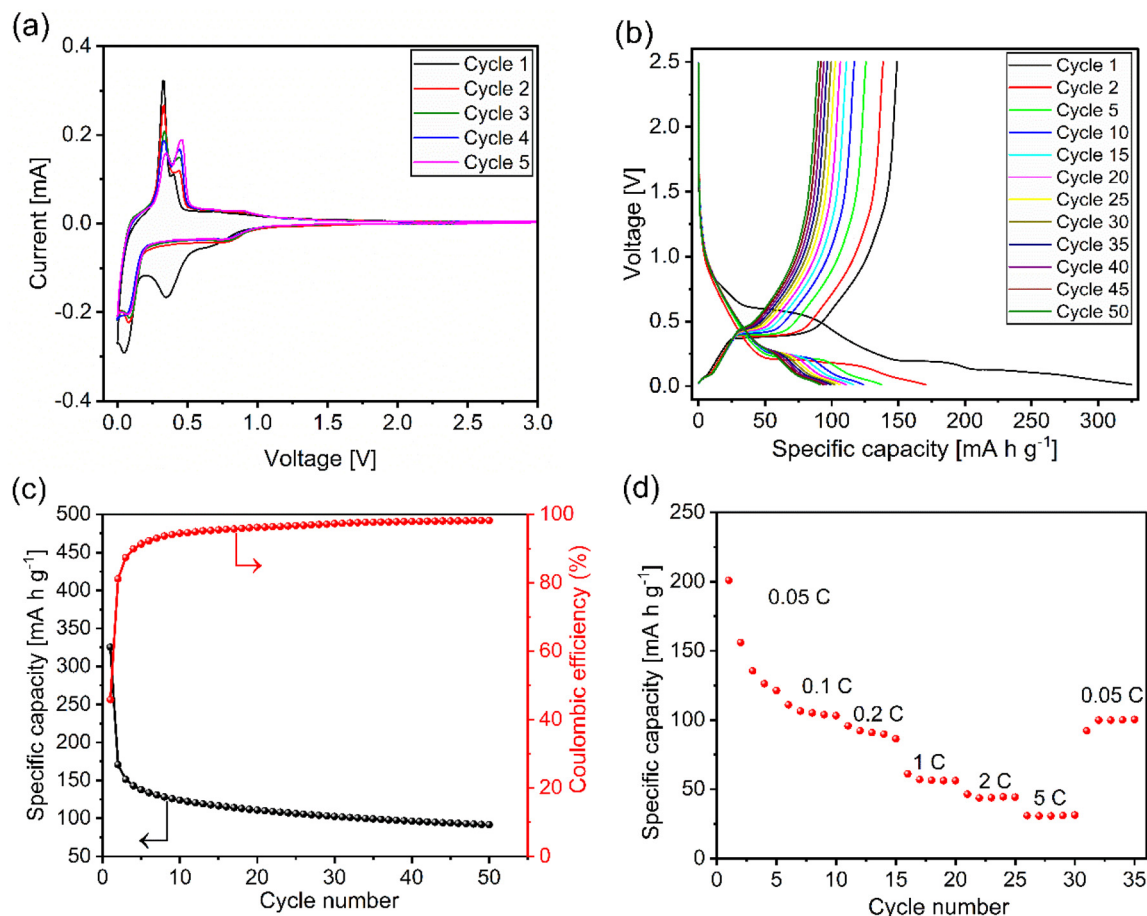 (a)
0.4
0.2
0.0
-0.2
-0.4
Current [mA]
Cycle 1
Cycle 2
Cycle 3
Cycle 4
Cycle 5
0.0 0.5 1.0 1.5 2.0 2.5 3.0
Voltage [V]
(b)
2.5
2.0
1.5
1.0
0.5
0.0
Voltage [V]
Cycle 1
Cycle 2
Cycle 5
Cycle 10
Cycle 15
Cycle 20
Cycle 25
Cycle 30
Cycle 35
Cycle 40
Cycle 45
Cycle 50
0 50 100 150 200 250 300
Specific capacity [mA h g⁻¹]
(c)
500
450
400
350
300
250
200
150
100
50
Specific capacity [mA h g⁻¹]
100
80
60
40
20
0
Coulombic efficiency (%)
0 10 20 30 40 50
Cycle number
(d)
250
200
150
100
50
0
Specific capacity [mA h g⁻¹]
0.05 C
0.1 C
0.2 C
1 C
2 C
5 C
0.05 C
0 5 10 15 20 25 30 35
Cycle number